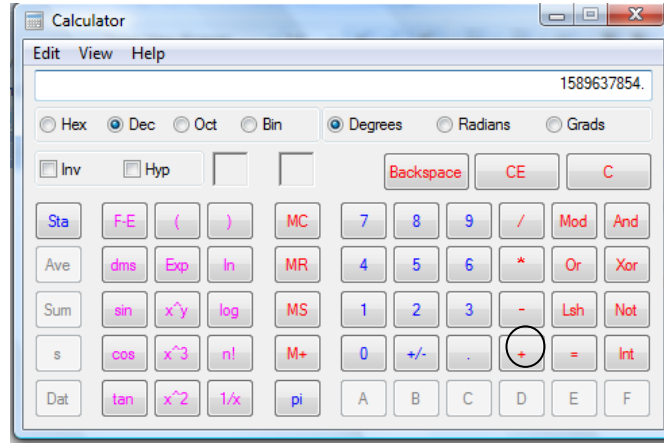 Calculator
Edit View Help
1589637854.
Hex Dec Oct Bin Degrees Radians Grads
Inv Hyp Backspace CE C
Sta F-E ( ) MC 7 8 9 / Mod And
Ave dms Exp ln MR 4 5 6 * Or Xor
Sum sin x^y log MS 1 2 3 - Lsh Not
s cos x^3 n! M+ 0 +/- . + = Int
Dat tan x^2 1/x pi A B C D E F